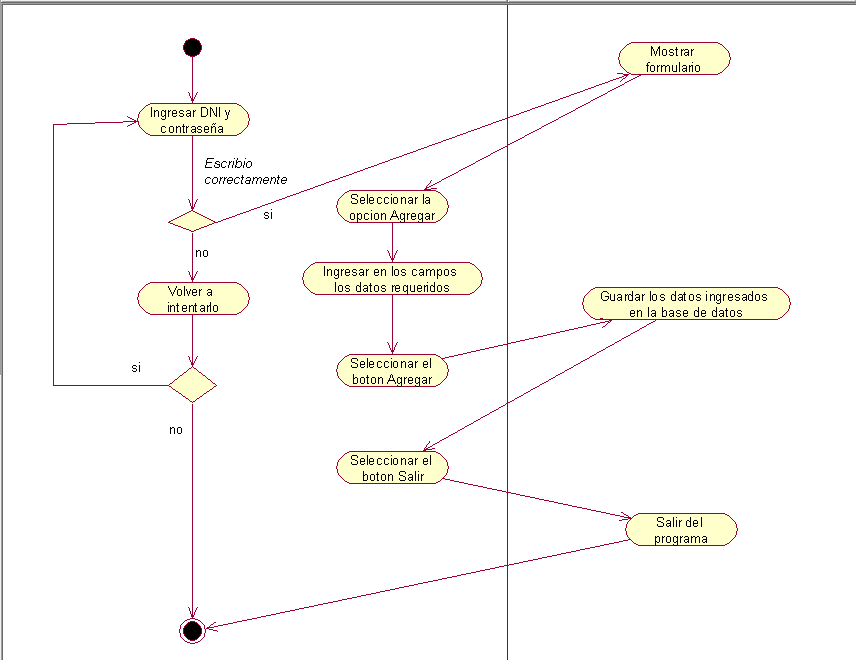 Mostrar
formulario
Ingresar DNI y
contraseña
Escribio
correctamente
si
no
Seleccionar la
opcion Agregar
Ingresar en los campos
los datos requeridos
Volver a
intentarlo
Guardar los datos ingresados
en la base de datos
Seleccionar el
boton Agregar
si
no
Seleccionar el
boton Salir
Salir del
programa